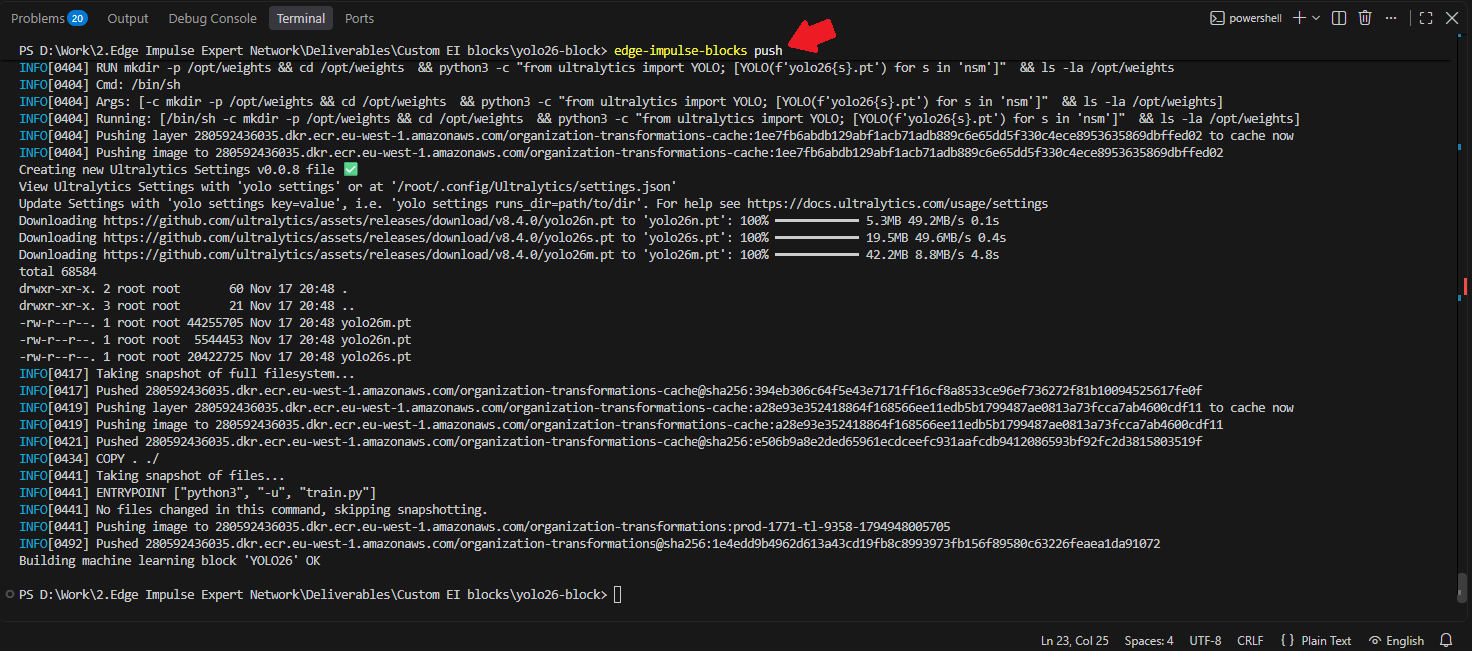 Problems 20 Output Debug Console Terminal Ports powershell
PS D:\Work\2.Edge Impulse Expert Network\Deliverables\Custom EI blocks\yolo26-block> edge-impulse-blocks push
INFO[0404] RUN mkdir -p /opt/weights && cd /opt/weights  && python3 -c "from ultralytics import YOLO; [YOLO(f'yolo26{s}.pt') for s in 'nsm']"  && ls -la /opt/weights
INFO[0404] Cmd: /bin/sh
INFO[0404] Args: [-c mkdir -p /opt/weights && cd /opt/weights  && python3 -c "from ultralytics import YOLO; [YOLO(f'yolo26{s}.pt') for s in 'nsm']"  && ls -la /opt/weights]
INFO[0404] Running: [/bin/sh -c mkdir -p /opt/weights && cd /opt/weights  && python3 -c "from ultralytics import YOLO; [YOLO(f'yolo26{s}.pt') for s in 'nsm']"  && ls -la /opt/weights]
INFO[0404] Pushing layer 280592436035.dkr.ecr.eu-west-1.amazonaws.com/organization-transformations-cache:1ee7fb6abdb129abf1acb71adb889c6e65dd5f330c4ece8953635869dbffed02 to cache now
INFO[0404] Pushing image to 280592436035.dkr.ecr.eu-west-1.amazonaws.com/organization-transformations-cache:1ee7fb6abdb129abf1acb71adb889c6e65dd5f330c4ece8953635869dbffed02
Creating new Ultralytics Settings v0.0.8 file ✅
View Ultralytics Settings with 'yolo settings' or at '/root/.config/Ultralytics/settings.json'
Update Settings with 'yolo settings key=value', i.e. 'yolo settings runs_dir=path/to/dir'. For help see https://docs.ultralytics.com/usage/settings
Downloading https://github.com/ultralytics/assets/releases/download/v8.4.0/yolo26n.pt to 'yolo26n.pt': 100% ━━━━━━━━━━━━ 5.3MB 49.2MB/s 0.1s
Downloading https://github.com/ultralytics/assets/releases/download/v8.4.0/yolo26s.pt to 'yolo26s.pt': 100% ━━━━━━━━━━━━ 19.5MB 49.6MB/s 0.4s
Downloading https://github.com/ultralytics/assets/releases/download/v8.4.0/yolo26m.pt to 'yolo26m.pt': 100% ━━━━━━━━━━━━ 42.2MB 8.8MB/s 4.8s
total 68584
drwxr-xr-x. 2 root root       60 Nov 17 20:48 .
drwxr-xr-x. 3 root root       21 Nov 17 20:48 ..
-rw-r--r--. 1 root root 44255705 Nov 17 20:48 yolo26m.pt
-rw-r--r--. 1 root root  5544453 Nov 17 20:48 yolo26n.pt
-rw-r--r--. 1 root root 20422725 Nov 17 20:48 yolo26s.pt
INFO[0417] Taking snapshot of full filesystem...
INFO[0417] Pushed 280592436035.dkr.ecr.eu-west-1.amazonaws.com/organization-transformations-cache@sha256:394eb306c64f5e43e7171ff16cf8a8533ce96ef736272f81b10094525617fe0f
INFO[0419] Pushing layer 280592436035.dkr.ecr.eu-west-1.amazonaws.com/organization-transformations-cache:a28e93e352418864f168566ee11edb5b1799487ae0813a73fcca7ab4600cdf11 to cache now
INFO[0419] Pushing image to 280592436035.dkr.ecr.eu-west-1.amazonaws.com/organization-transformations-cache:a28e93e352418864f168566ee11edb5b1799487ae0813a73fcca7ab4600cdf11
INFO[0421] Pushed 280592436035.dkr.ecr.eu-west-1.amazonaws.com/organization-transformations-cache@sha256:e506b9a8e2ded65961ecdceefc931aafcdb9412086593bf92fc2d3815803519f
INFO[0434] COPY . ./
INFO[0441] Taking snapshot of files...
INFO[0441] ENTRYPOINT ["python3", "-u", "train.py"]
INFO[0441] No files changed in this command, skipping snapshotting.
INFO[0441] Pushing image to 280592436035.dkr.ecr.eu-west-1.amazonaws.com/organization-transformations:prod-1771-tl-9358-1794948005705
INFO[0492] Pushed 280592436035.dkr.ecr.eu-west-1.amazonaws.com/organization-transformations@sha256:1e4edd9b4962d613a43cd19fb8c8993973fb156f89580c63226feaea1da91072
Building machine learning block 'YOLO26' OK
PS D:\Work\2.Edge Impulse Expert Network\Deliverables\Custom EI blocks\yolo26-block>
Ln 23, Col 25 Spaces: 4 UTF-8 CRLF {} Plain Text English